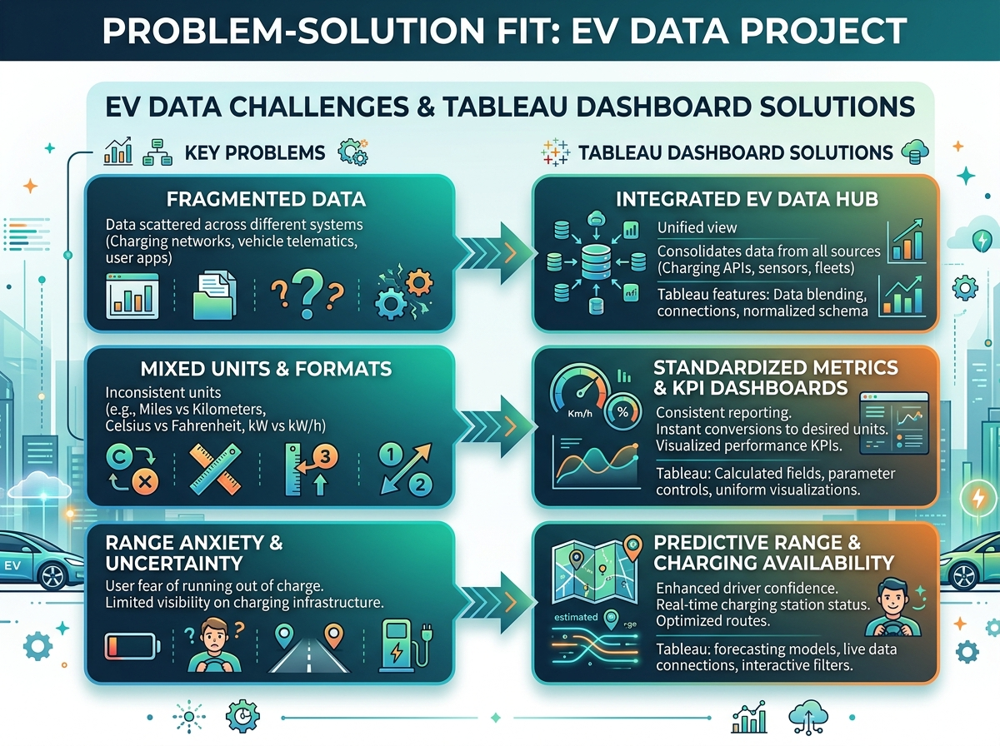 PROBLEM-SOLUTION FIT: EV DATA PROJECT
EV DATA CHALLENGES & TABLEAU DASHBOARD SOLUTIONS
KEY PROBLEMS
TABLEAU DASHBOARD SOLUTIONS
FRAGMENTED DATA
Data scattered across different systems
(Charging networks, vehicle telematics,
user apps)
INTEGRATED EV DATA HUB
Unified view
Consolidates data from all sources
(Charging APIs, sensors, fleets)
Tableau features: Data blending,
connections, normalized schema
MIXED UNITS & FORMATS
Inconsistent units
(e.g., Miles vs Kilometers,
Celsius vs Fahrenheit, kW vs kW/h)
C
3
1
2
STANDARDIZED METRICS
& KPI DASHBOARDS
Km/h
%
Consistent reporting.
Instant conversions to desired units.
Visualized performance KPIs.
Tableau: Calculated fields, parameter
controls, uniform visualizations.
RANGE ANXIETY &
UNCERTAINTY
User fear of running out of charge.
Limited visibility on charging infrastructure.
? ?
PREDICTIVE RANGE &
CHARGING AVAILABILITY
estimated
rge
Enhanced driver confidence.
Real-time charging station status.
Optimized routes.
Tableau: forecasting models, live data
connections, interactive filters.
EV